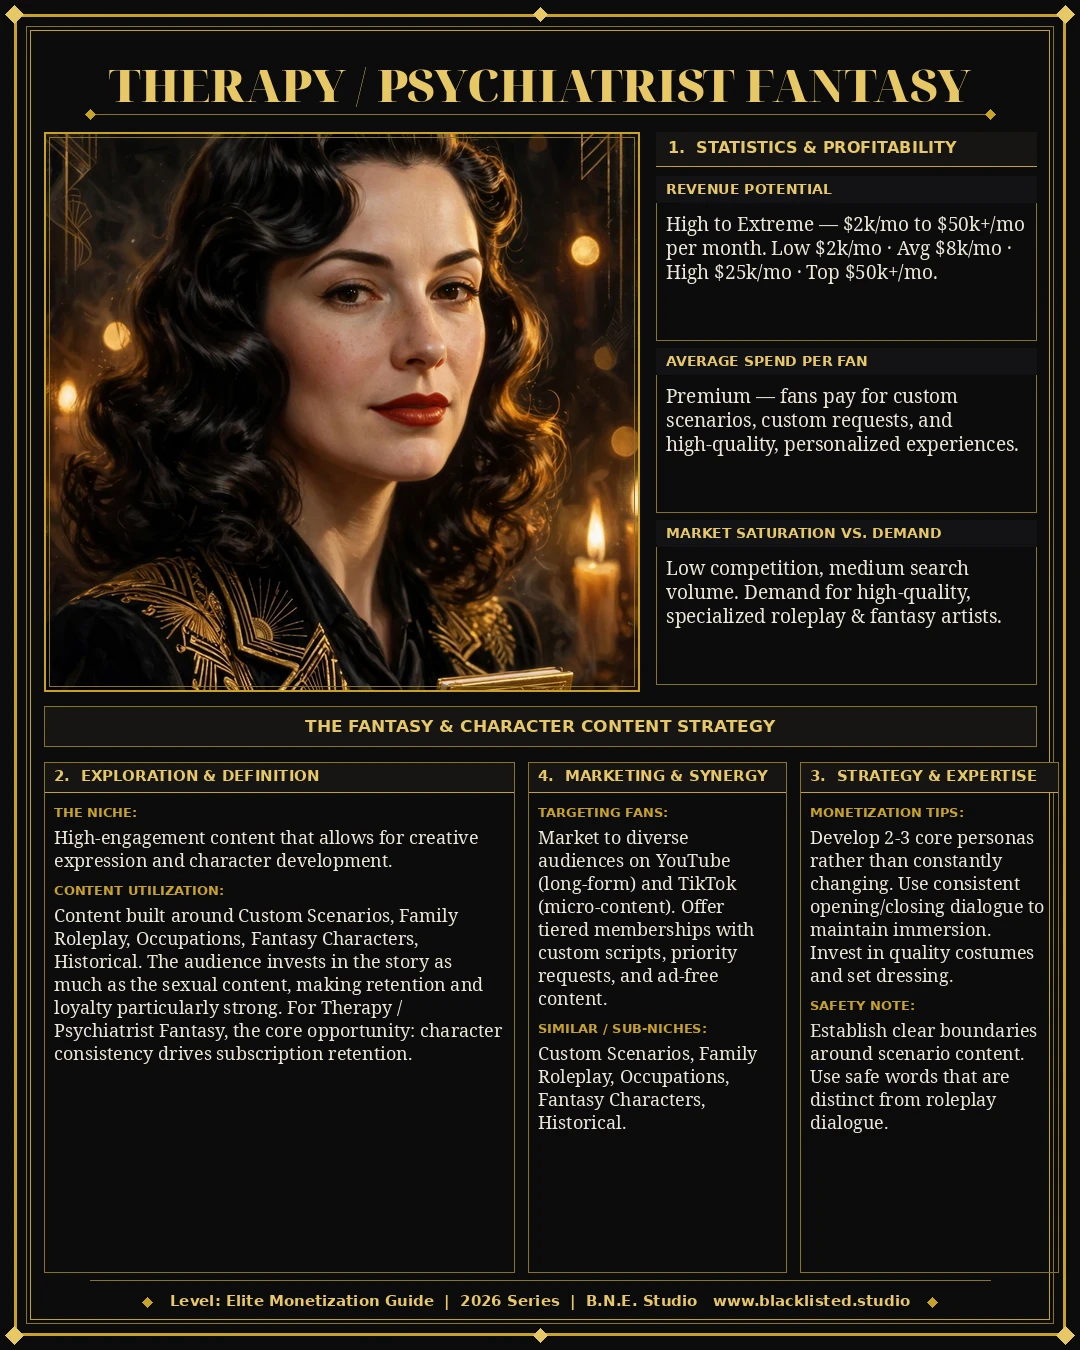 THERAPY / PSYCHIATRIST FANTASY
1. STATISTICS & PROFITABILITY
REVENUE POTENTIAL
High to Extreme — $2k/mo to $50k+/mo
per month. Low $2k/mo · Avg $8k/mo ·
High $25k/mo · Top $50k+/mo.
AVERAGE SPEND PER FAN
Premium — fans pay for custom
scenarios, custom requests, and
high-quality, personalized experiences.
MARKET SATURATION VS. DEMAND
Low competition, medium search
volume. Demand for high-quality,
specialized roleplay & fantasy artists.
THE FANTASY & CHARACTER CONTENT STRATEGY
2. EXPLORATION & DEFINITION
THE NICHE:
High-engagement content that allows for creative
expression and character development.
CONTENT UTILIZATION:
Content built around Custom Scenarios, Family
Roleplay, Occupations, Fantasy Characters,
Historical. The audience invests in the story as
much as the sexual content, making retention and
loyalty particularly strong. For Therapy /
Psychiatrist Fantasy, the core opportunity: character
consistency drives subscription retention.
4. MARKETING & SYNERGY
TARGETING FANS:
Market to diverse
audiences on YouTube
(long-form) and TikTok
(micro-content). Offer
tiered memberships with
custom scripts, priority
requests, and ad-free
content.
SIMILAR / SUB-NICHES:
Custom Scenarios, Family
Roleplay, Occupations,
Fantasy Characters,
Historical.
3. STRATEGY & EXPERTISE
MONETIZATION TIPS:
Develop 2-3 core personas
rather than constantly
changing. Use consistent
opening/closing dialogue to
maintain immersion.
Invest in quality costumes
and set dressing.
SAFETY NOTE:
Establish clear boundaries
around scenario content.
Use safe words that are
distinct from roleplay
dialogue.
Level: Elite Monetization Guide | 2026 Series | B.N.E. Studio www.blacklisted.studio